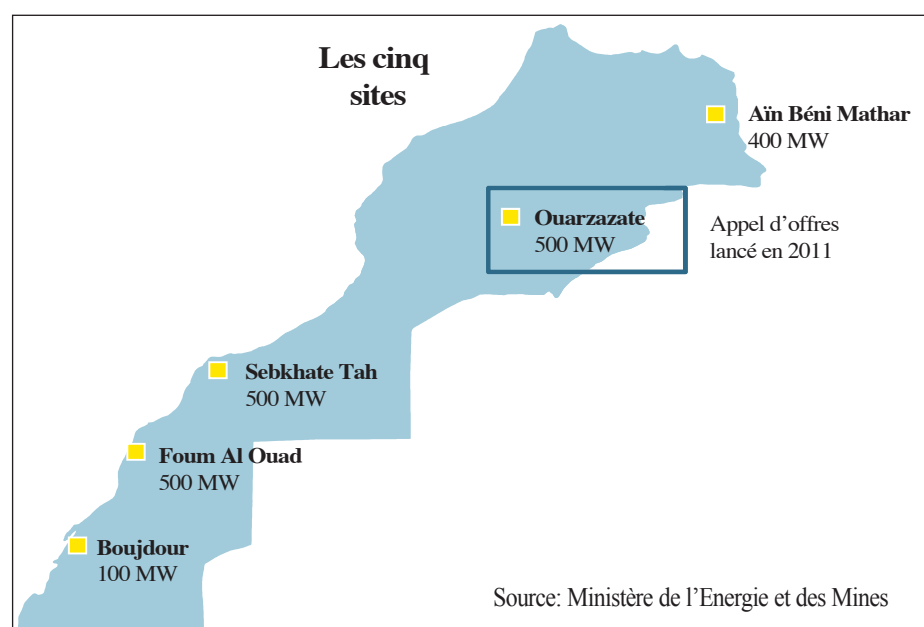 Les cinq
sites
Aïn Béni Mathar
400 MW
Ouarzazate
500 MW
Appel d’offres
lancé en 2011
Sebkhate Tah
500 MW
Foum Al Ouad
500 MW
Boujdour
100 MW
Source: Ministère de l’Energie et des Mines